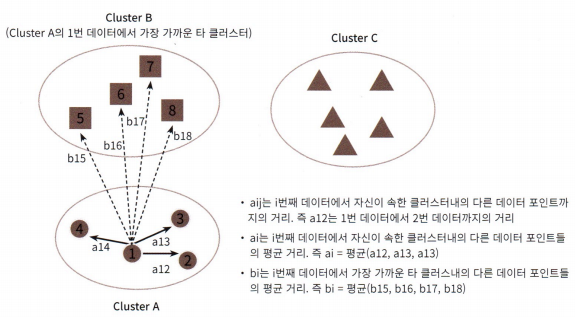 Cluster B
(Cluster A의 1번 데이터에서 가장 가까운 타 클러스터)
Cluster C
7
6
5
8
b17
b18
b16
b15
4
3
a14
a13
1
2
a12
Cluster A
• aij는 i번째 데이터에서 자신이 속한 클러스터내의 다른 데이터 포인트까
지의 거리. 즉 a12는 1번 데이터에서 2번 데이터까지의 거리
• ai는 i번째 데이터에서 자신이 속한 클러스터내의 다른 데이터 포인트들
의 평균 거리. 즉 ai = 평균(a12, a13, a13)
• bi는 i번째 데이터에서 가장 가까운 타 클러스내의 다른 데이터 포인트들
의 평균 거리. 즉 bi = 평균(b15, b16, b17, b18)